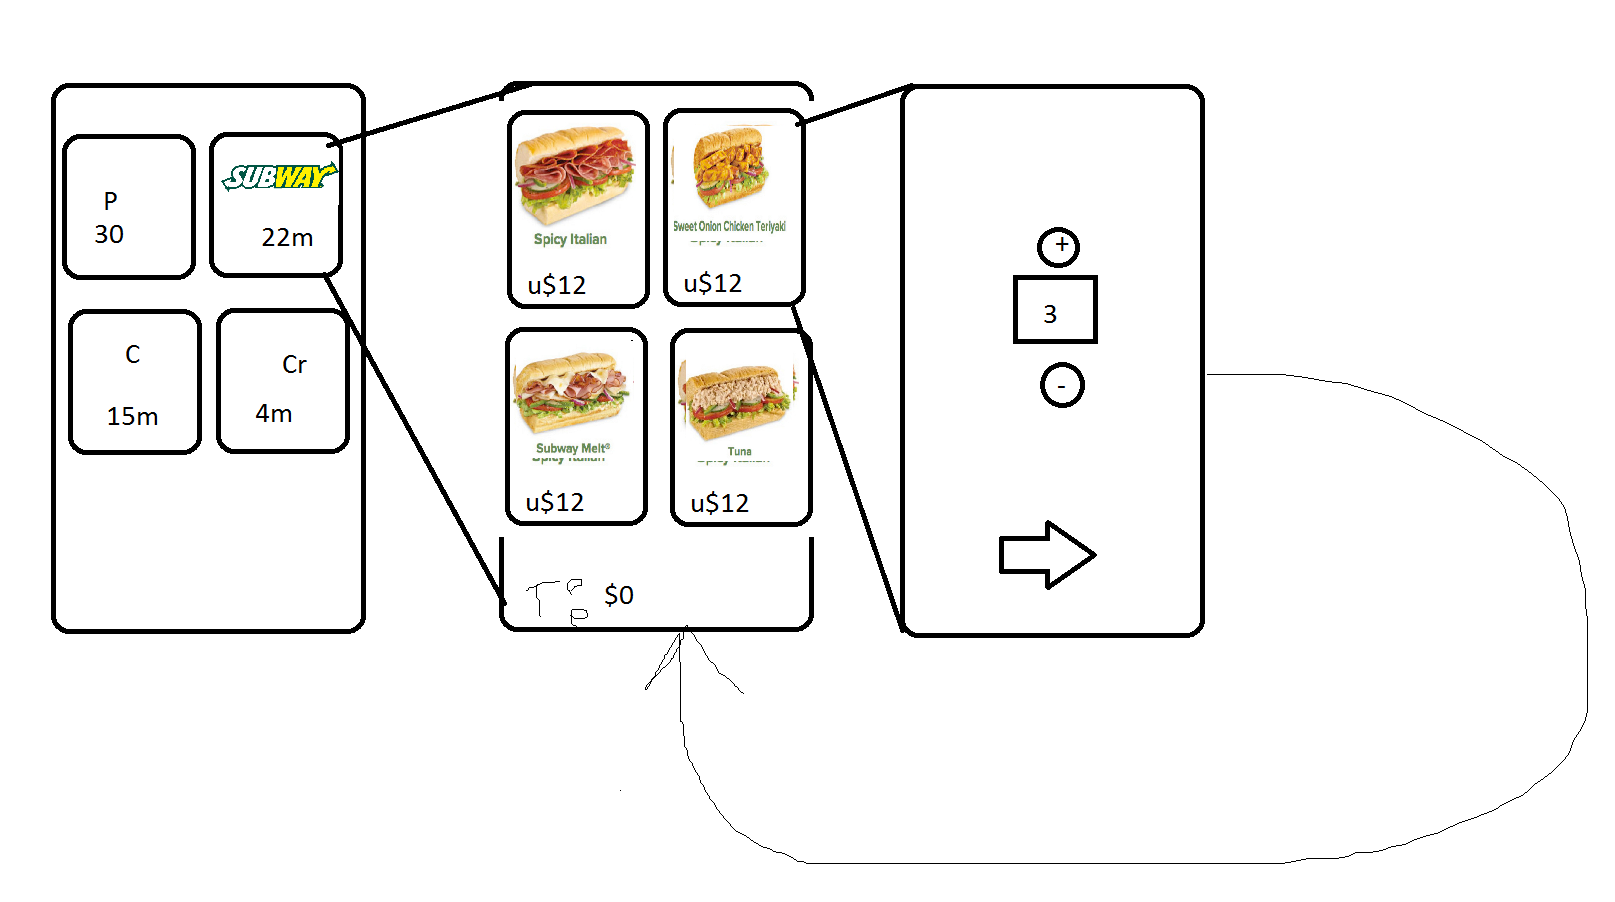 P
30
SUBWAY
22m
C
15m
Cr
4m
Spicy Italian
u$12
Sweet Onion Chicken Teriyaki
u$12
Subway Melt®
u$12
Tuna
u$12
$0
+
3
-